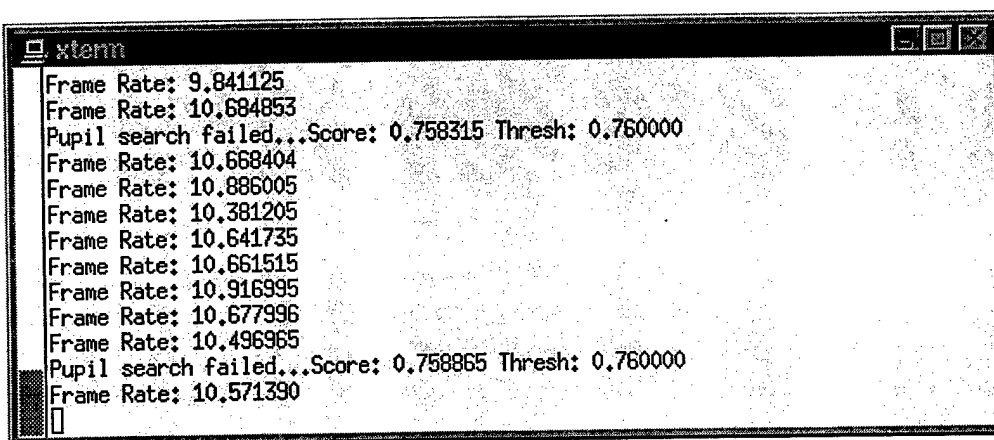 xterm
Frame Rate: 9.841125
Frame Rate: 10.684853
Pupil search failed...Score: 0.758315 Thresh: 0.760000
Frame Rate: 10.668404
Frame Rate: 10.886005
Frame Rate: 10.381205
Frame Rate: 10.641735
Frame Rate: 10.661515
Frame Rate: 10.916995
Frame Rate: 10.677996
Frame Rate: 10.496965
Pupil search failed...Score: 0.758865 Thresh: 0.760000
Frame Rate: 10.571390